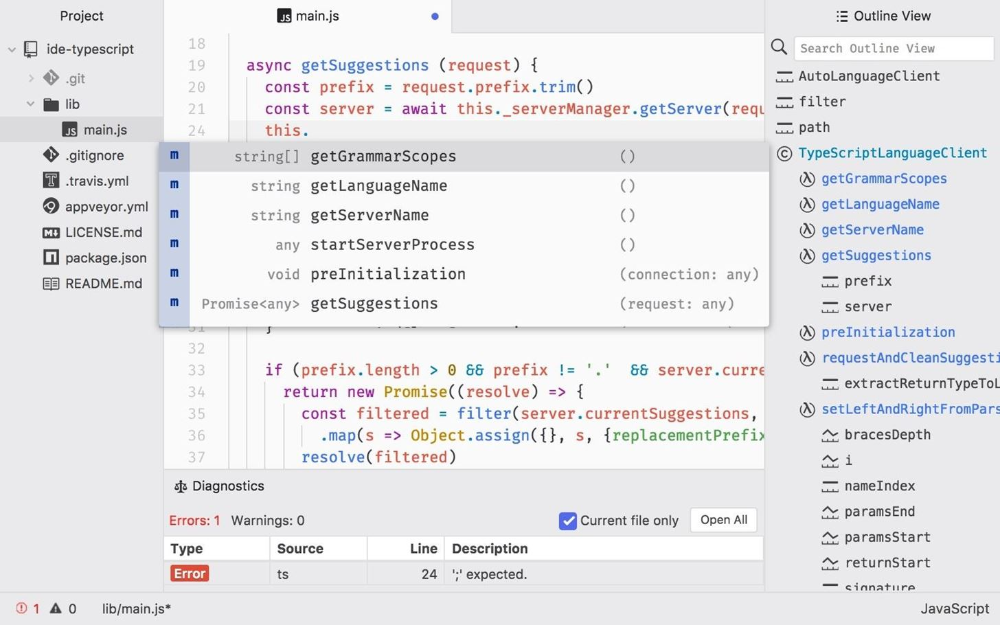 Project
ide-typescript
.git
lib
main.js
.gitignore
.travis.yml
appveyor.yml
LICENSE.md
package.json
README.md
main.js
18
19 async getSuggestions (request) {
20 const prefix = request.prefix.trim()
21 const server = await this._serverManager.getServer(requ
24 this.
m string[] getGrammarScopes ()
m string getLanguageName ()
m string getServerName ()
m any startServerProcess ()
m void preInitialization (connection: any)
m Promise<any> getSuggestions (request: any)
31 }
32
33 if (prefix.length > 0 && prefix != '.' && server.curre
34 return new Promise((resolve) => {
35 const filtered = filter(server.currentSuggestions,
36 .map(s => Object.assign({}, s, {replacementPrefix
37 resolve(filtered)
Diagnostics
Errors: 1 Warnings: 0 Current file only Open All
Type Source Line Description
Error ts 24 ';' expected.
Outline View
Search Outline View
AutoLanguageClient
filter
path
TypeScriptLanguageClient
getGrammarScopes
getLanguageName
getServerName
getSuggestions
prefix
server
preInitialization
requestAndCleanSuggesti
extractReturnTypeToL
setLeftAndRightFromPars
bracesDepth
i
nameIndex
paramsEnd
paramsStart
returnStart
signature
1 0 lib/main.js* JavaScript